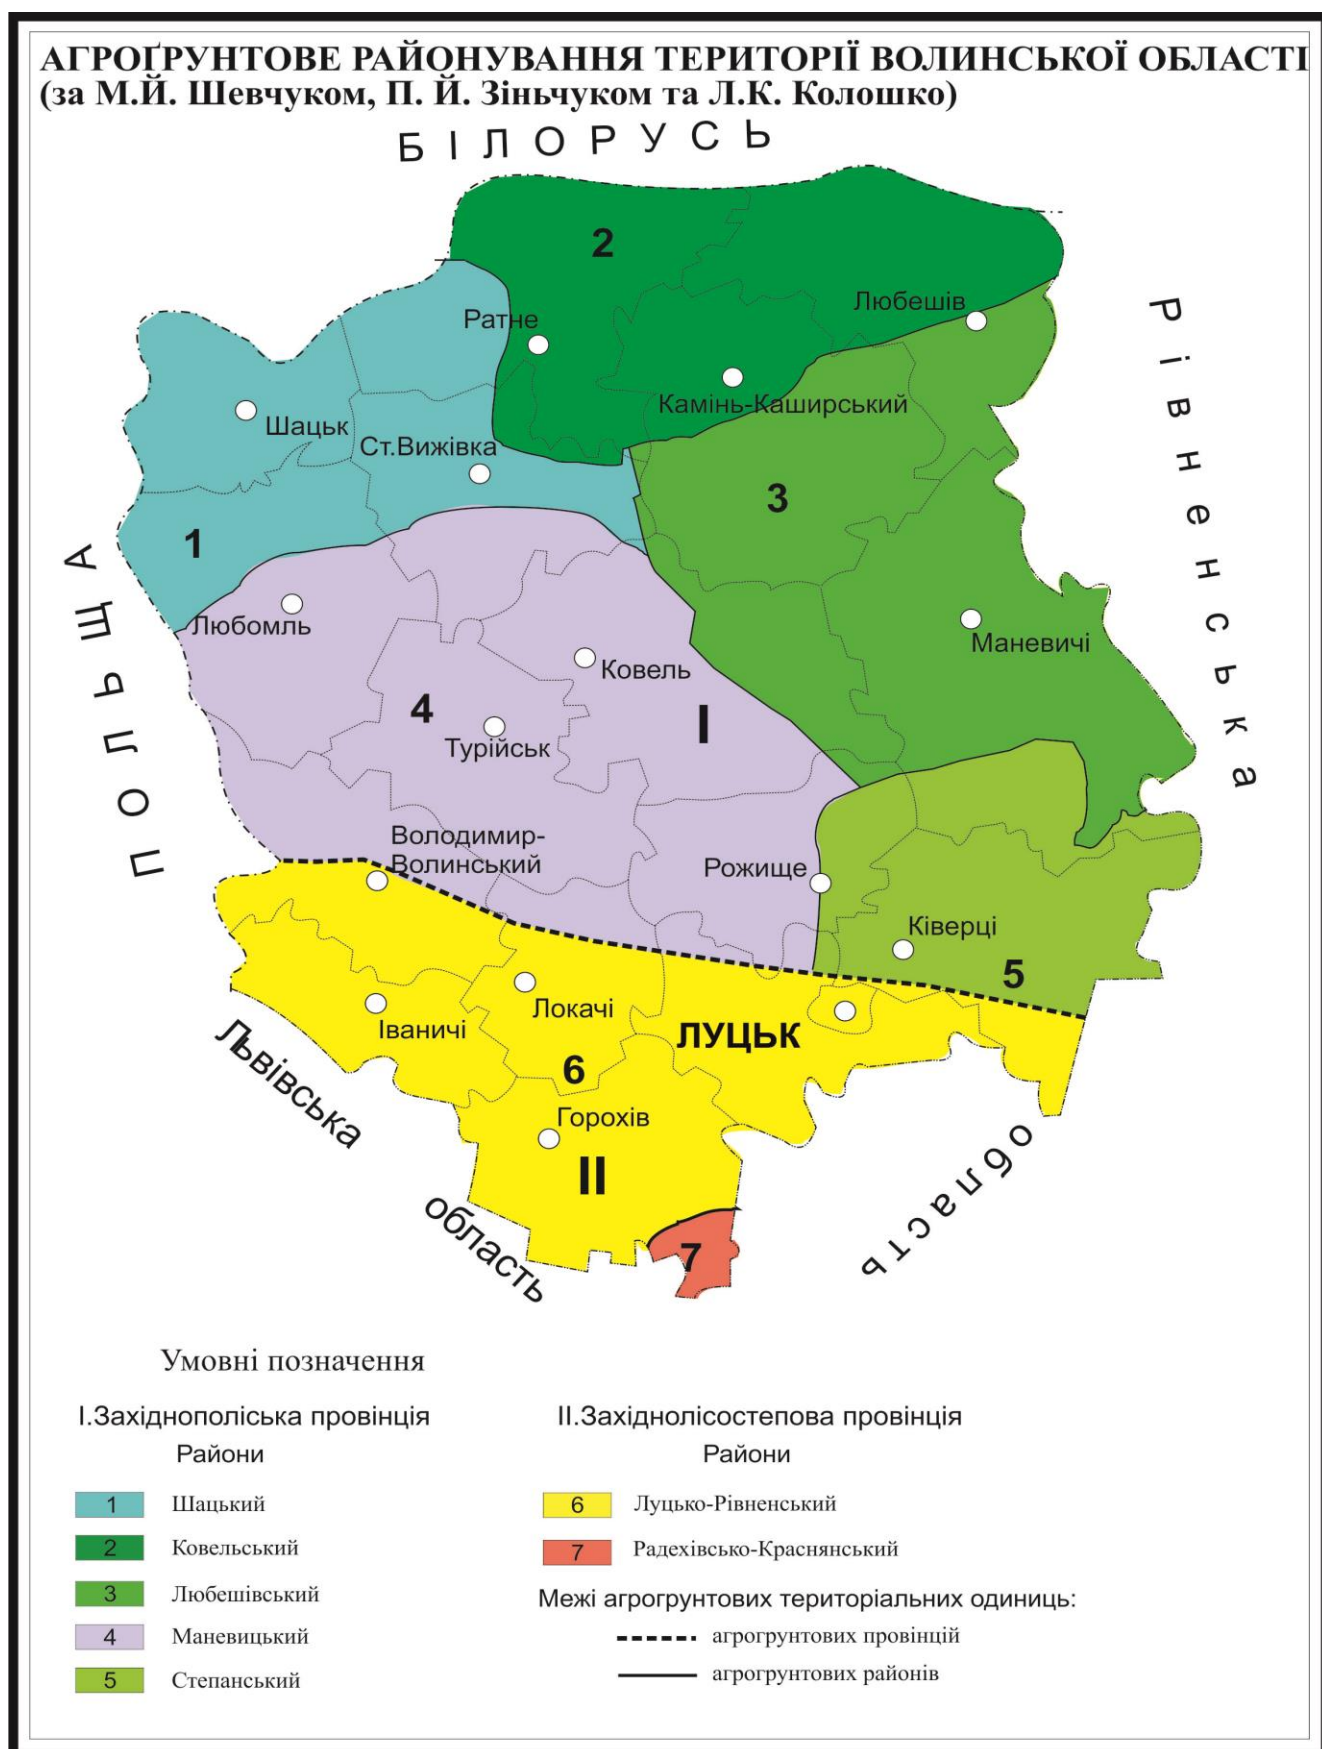 АГРОҐРУНТОВЕ РАЙОНУВАННЯ ТЕРИТОРІЇ ВОЛИНСЬКОЇ ОБЛАСТІ
(за М.Й. Шевчуком, П. Й. Зіньчуком та Л.К. Колошко)
БІЛОРУСЬ
2
Любешів
Ратне
Камінь-Каширський
Шацьк
Ст.Вижівка
3
1
ПОЛЬЩА
Рівненська
Любомль
Маневичі
Ковель
4
I
Турійськ
Володимир-
Волинський
Рожище
Ківерці
5
Локачі
Іваничі
ЛУЦЬК
6
Горохів
II
7
Львівська
область
область
Умовні позначення
І.Західнополіська провінція
Райони
1 Шацький
2 Ковельський
3 Любешівський
4 Маневицький
5 Степанський
ІІ.Західнолісостепова провінція
Райони
6 Луцько-Рівненський
7 Радехівсько-Краснянський
Межі агрогрунтових територіальних одиниць:
агрогрунтових провінцій
агрогрунтових районів